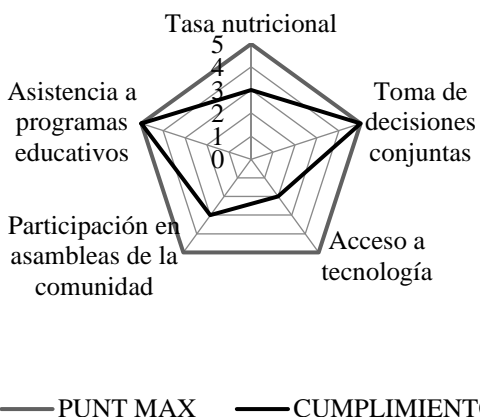 Tasa nutricional
5
4
3
2
1
0
Toma de
decisiones
conjuntas
Acceso a
tecnología
Participación en
asambleas de la
comunidad
Asistencia a
programas
educativos
PUNT MAX
CUMPLIMIENTO